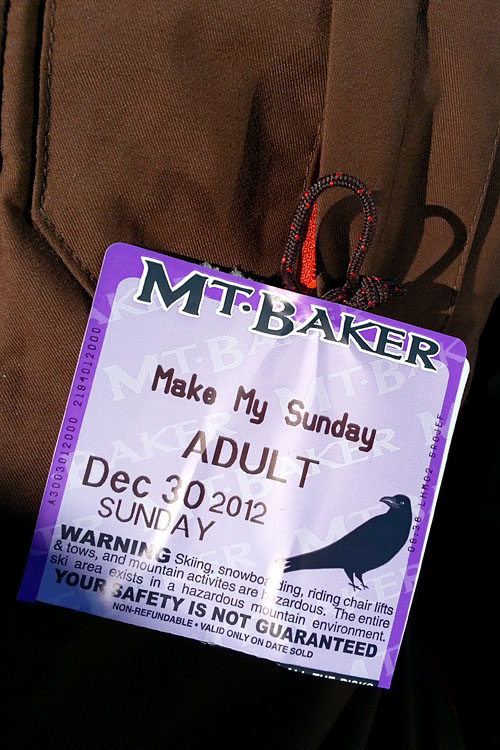 MT. BAKER
Make My Sunday
ADULT
Dec 30 2012
SUNDAY
WARNING Skiing, snowboarding, riding chair lifts
& tows, and mountain activites are hazardous. The entire
ski area exists in a hazardous mountain environment.
YOUR SAFETY IS NOT GUARANTEED
NON-REFUNDABLE • VALID ONLY ON DATE SOLD
A3003012000 2184012000